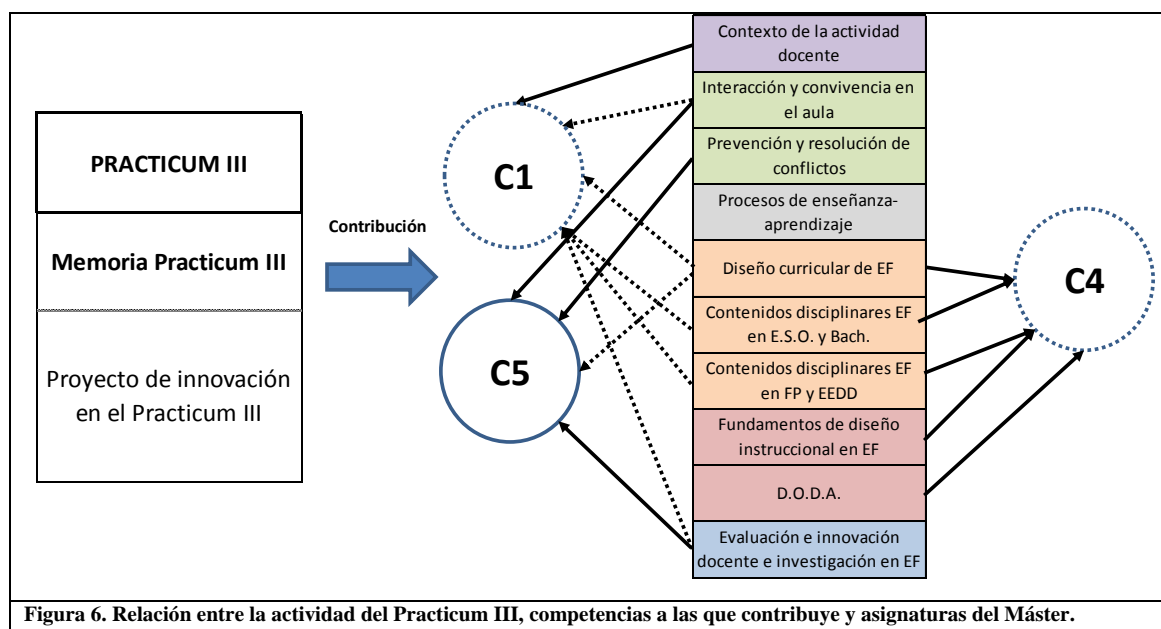 PRACTICUM III
Memoria Practicum III
Proyecto de innovación
en el Practicum III
Contribución
C1
C5
Contexto de la actividad
docente
Interacción y convivencia en
el aula
Prevención y resolución de
conflictos
Procesos de enseñanza-
aprendizaje
Diseño curricular de EF
Contenidos disciplinares EF
en E.S.O. y Bach.
Contenidos disciplinares EF
en FP y EEDD
Fundamentos de diseño
instruccional en EF
D.O.D.A.
Evaluación e innovación
docente e investigación en EF
C4
Figura 6. Relación entre la actividad del Practicum III, competencias a las que contribuye y asignaturas del Máster.